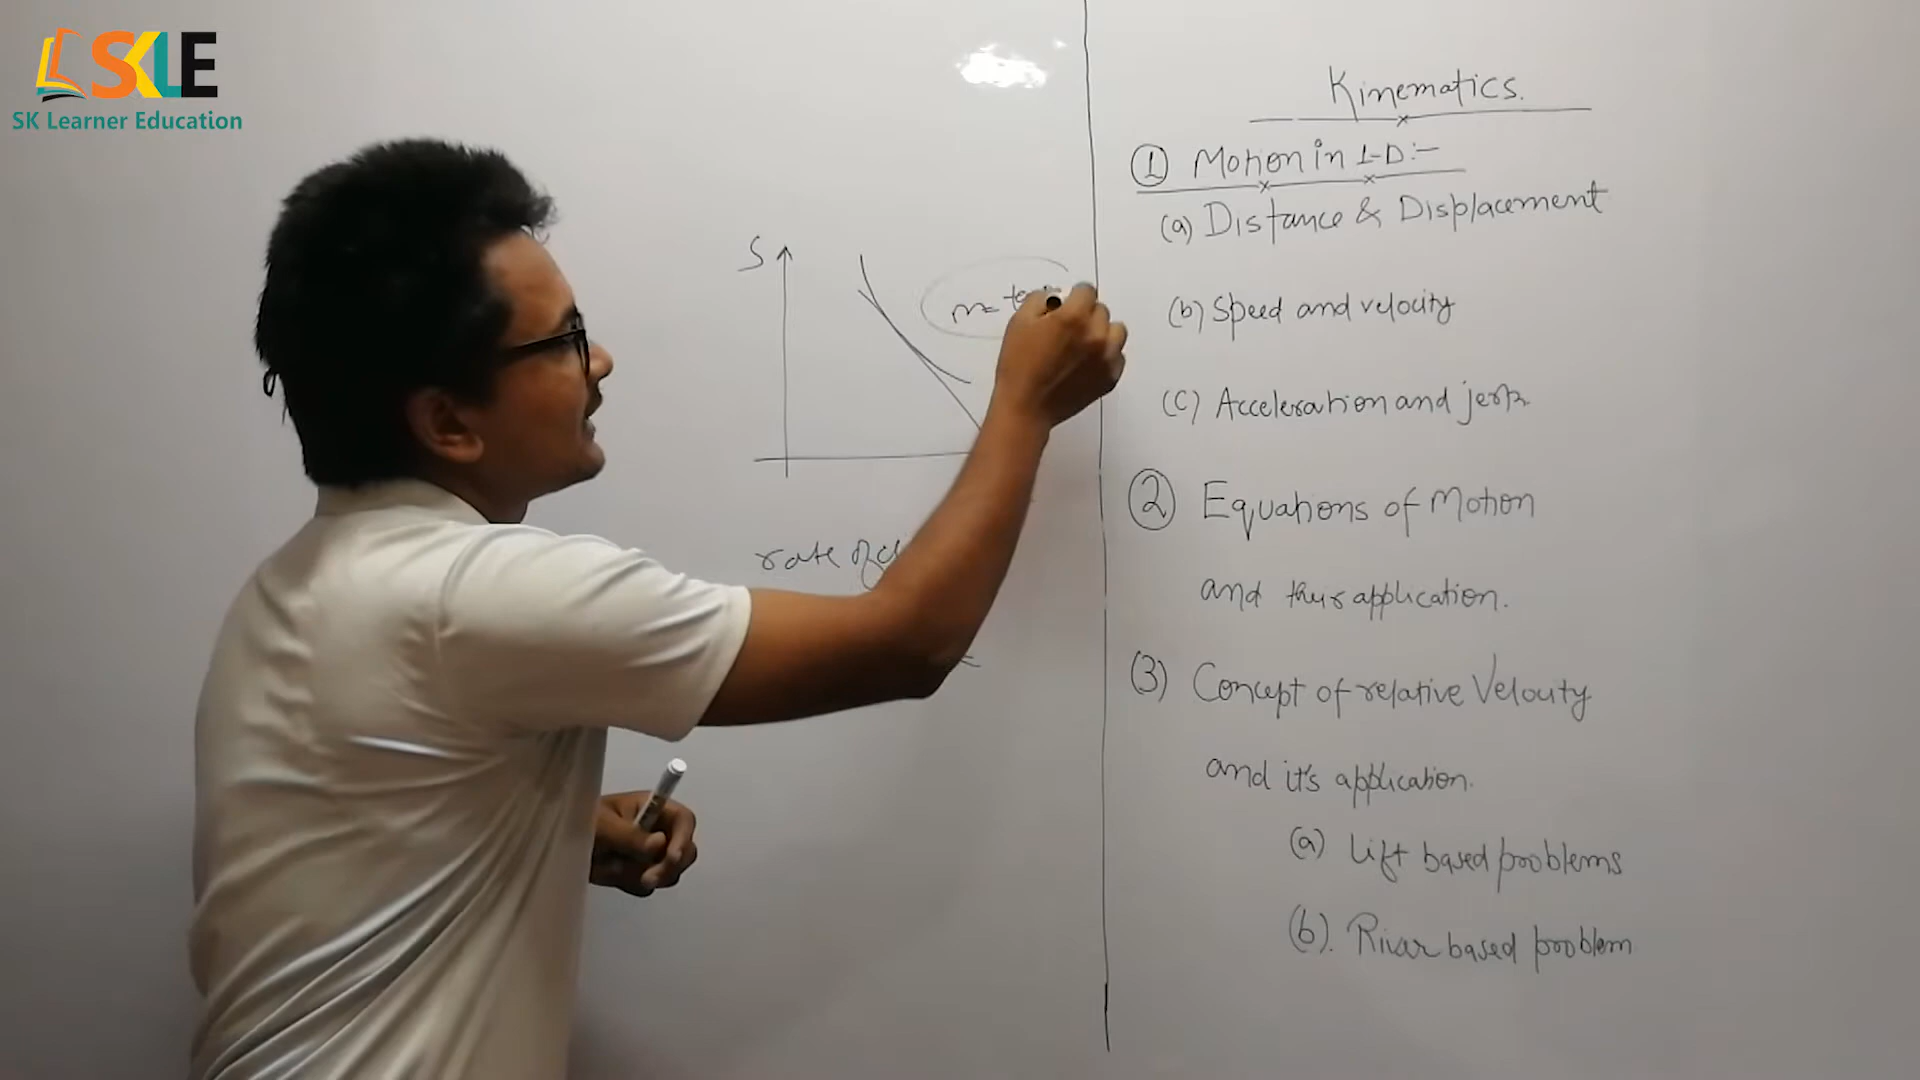 SKLE
SK Learner Education
S
m =
rate of
=
Kinematics.
① Motion in 1-D:-
(a) Distance & Displacement
(b) Speed and velocity
(c) Acceleration and jerk
② Equations of Motion
and their application.
(3) Concept of relative Velocity
and it's application.
(a) Lift based problems
(b). River based problem